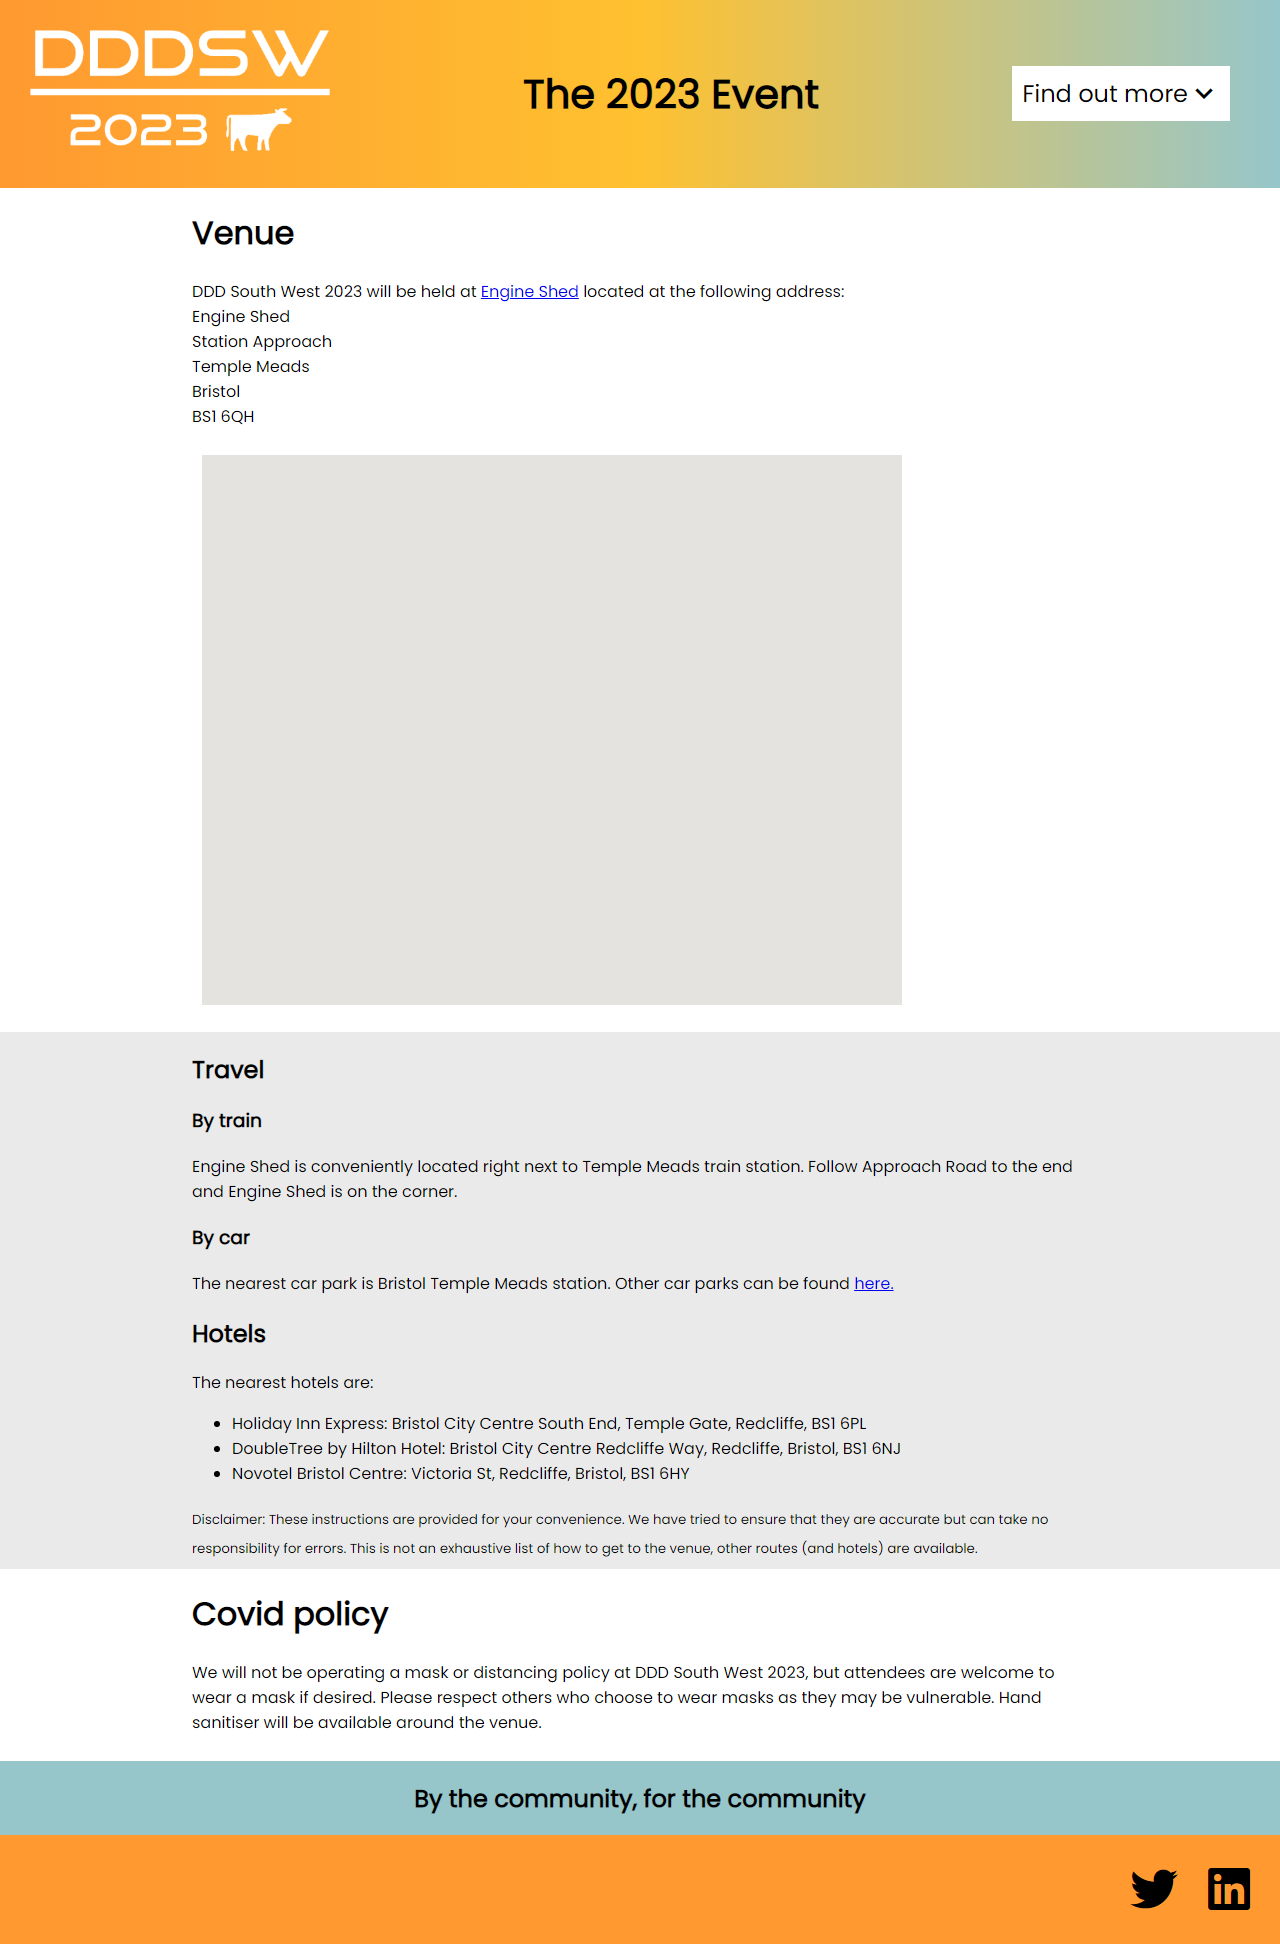 DDDSW
2023
The 2023 Event
Find out more
Venue
DDD South West 2023 will be held at Engine Shed located at the following address:
Engine Shed
Station Approach
Temple Meads
Bristol
BS1 6QH
Travel
By train
Engine Shed is conveniently located right next to Temple Meads train station. Follow Approach Road to the end
and Engine Shed is on the corner.
By car
The nearest car park is Bristol Temple Meads station. Other car parks can be found here.
Hotels
The nearest hotels are:
• Holiday Inn Express: Bristol City Centre South End, Temple Gate, Redcliffe, BS1 6PL
• DoubleTree by Hilton Hotel: Bristol City Centre Redcliffe Way, Redcliffe, Bristol, BS1 6NJ
• Novotel Bristol Centre: Victoria St, Redcliffe, Bristol, BS1 6HY
Disclaimer: These instructions are provided for your convenience. We have tried to ensure that they are accurate but can take no
responsibility for errors. This is not an exhaustive list of how to get to the venue, other routes (and hotels) are available.
Covid policy
We will not be operating a mask or distancing policy at DDD South West 2023, but attendees are welcome to
wear a mask if desired. Please respect others who choose to wear masks as they may be vulnerable. Hand
sanitiser will be available around the venue.
By the community, for the community
in